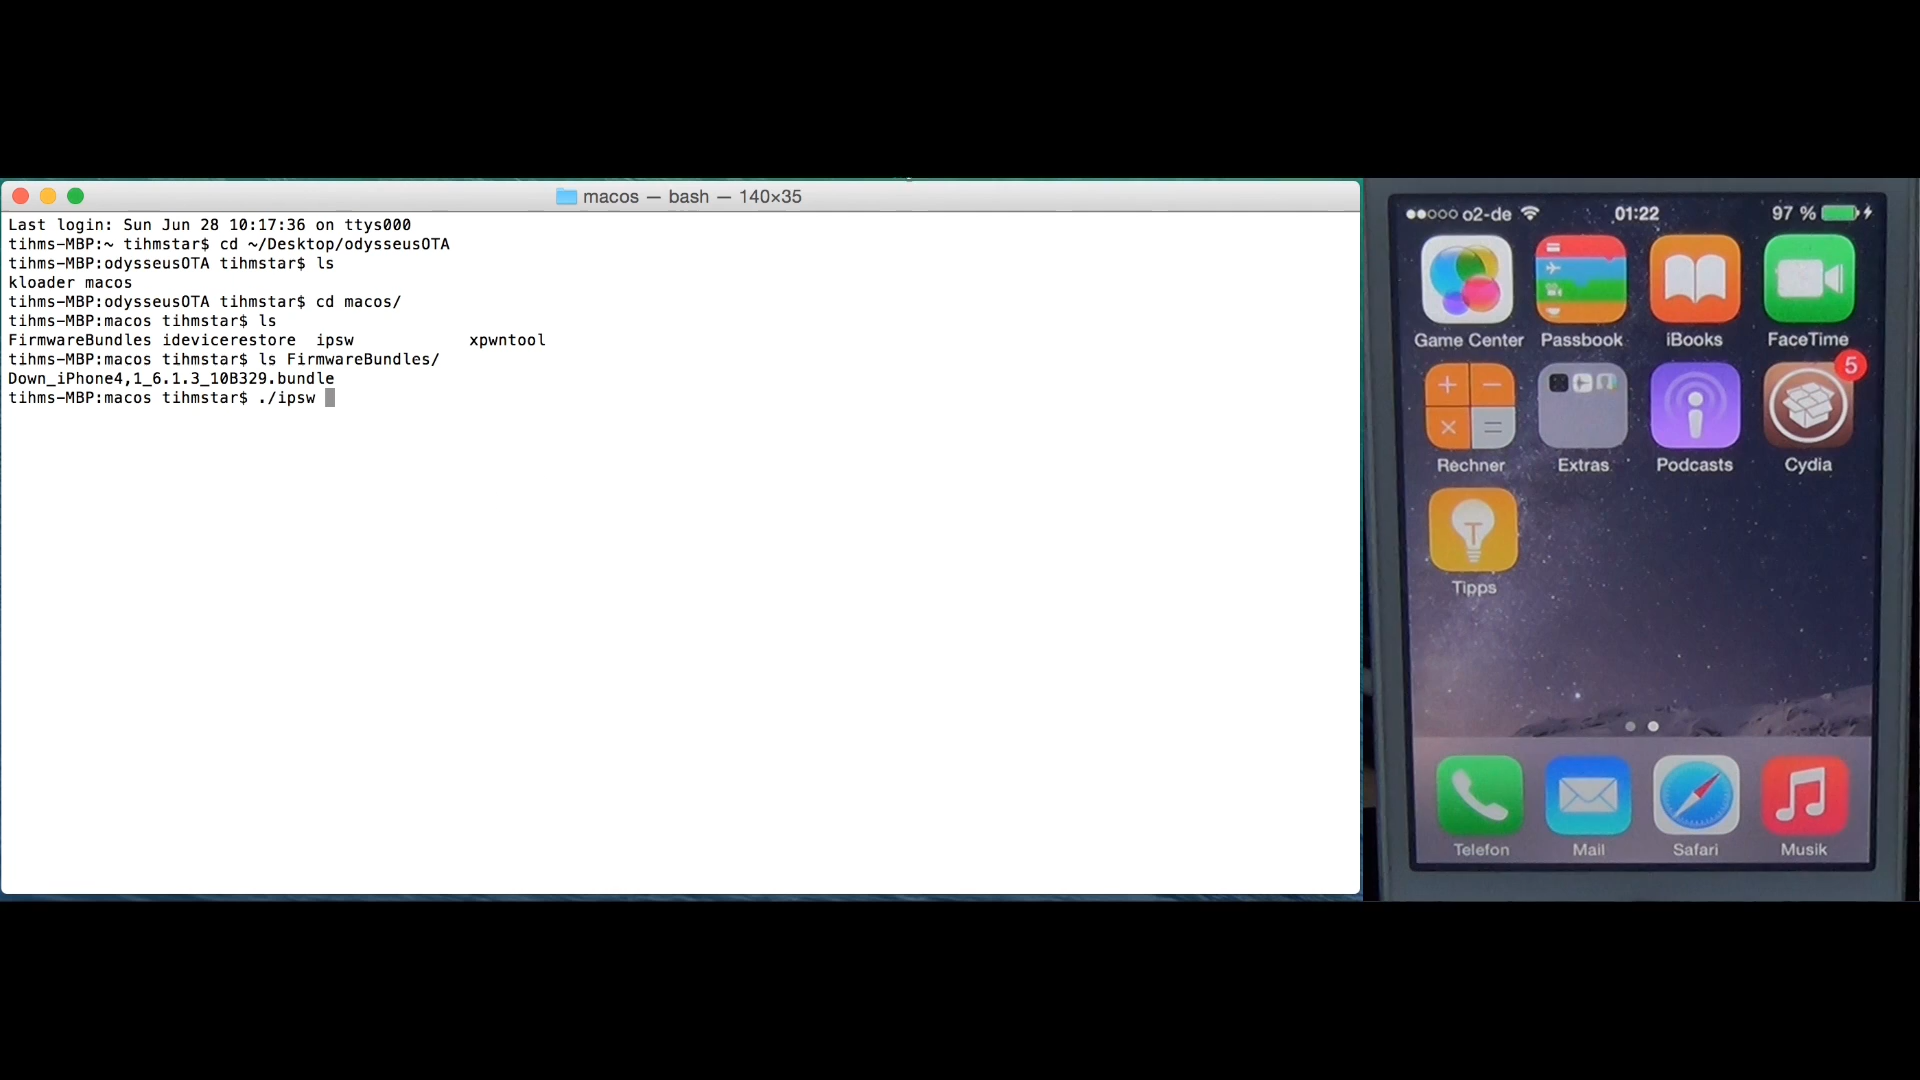 macos — bash — 140×35
Last login: Sun Jun 28 10:17:36 on ttys000
tihms-MBP:~ tihmstar$ cd ~/Desktop/odysseusOTA
tihms-MBP:odysseusOTA tihmstar$ ls
kloader macos
tihms-MBP:odysseusOTA tihmstar$ cd macos/
tihms-MBP:macos tihmstar$ ls
FirmwareBundles idevicerestore ipsw xpwntool
tihms-MBP:macos tihmstar$ ls FirmwareBundles/
Down_iPhone4,1_6.1.3_10B329.bundle
tihms-MBP:macos tihmstar$ ./ipsw
o2-de 01:22 97 %
Game Center Passbook iBooks FaceTime
5
Rechner Extras Podcasts Cydia
Tipps
Telefon Mail Safari Musik